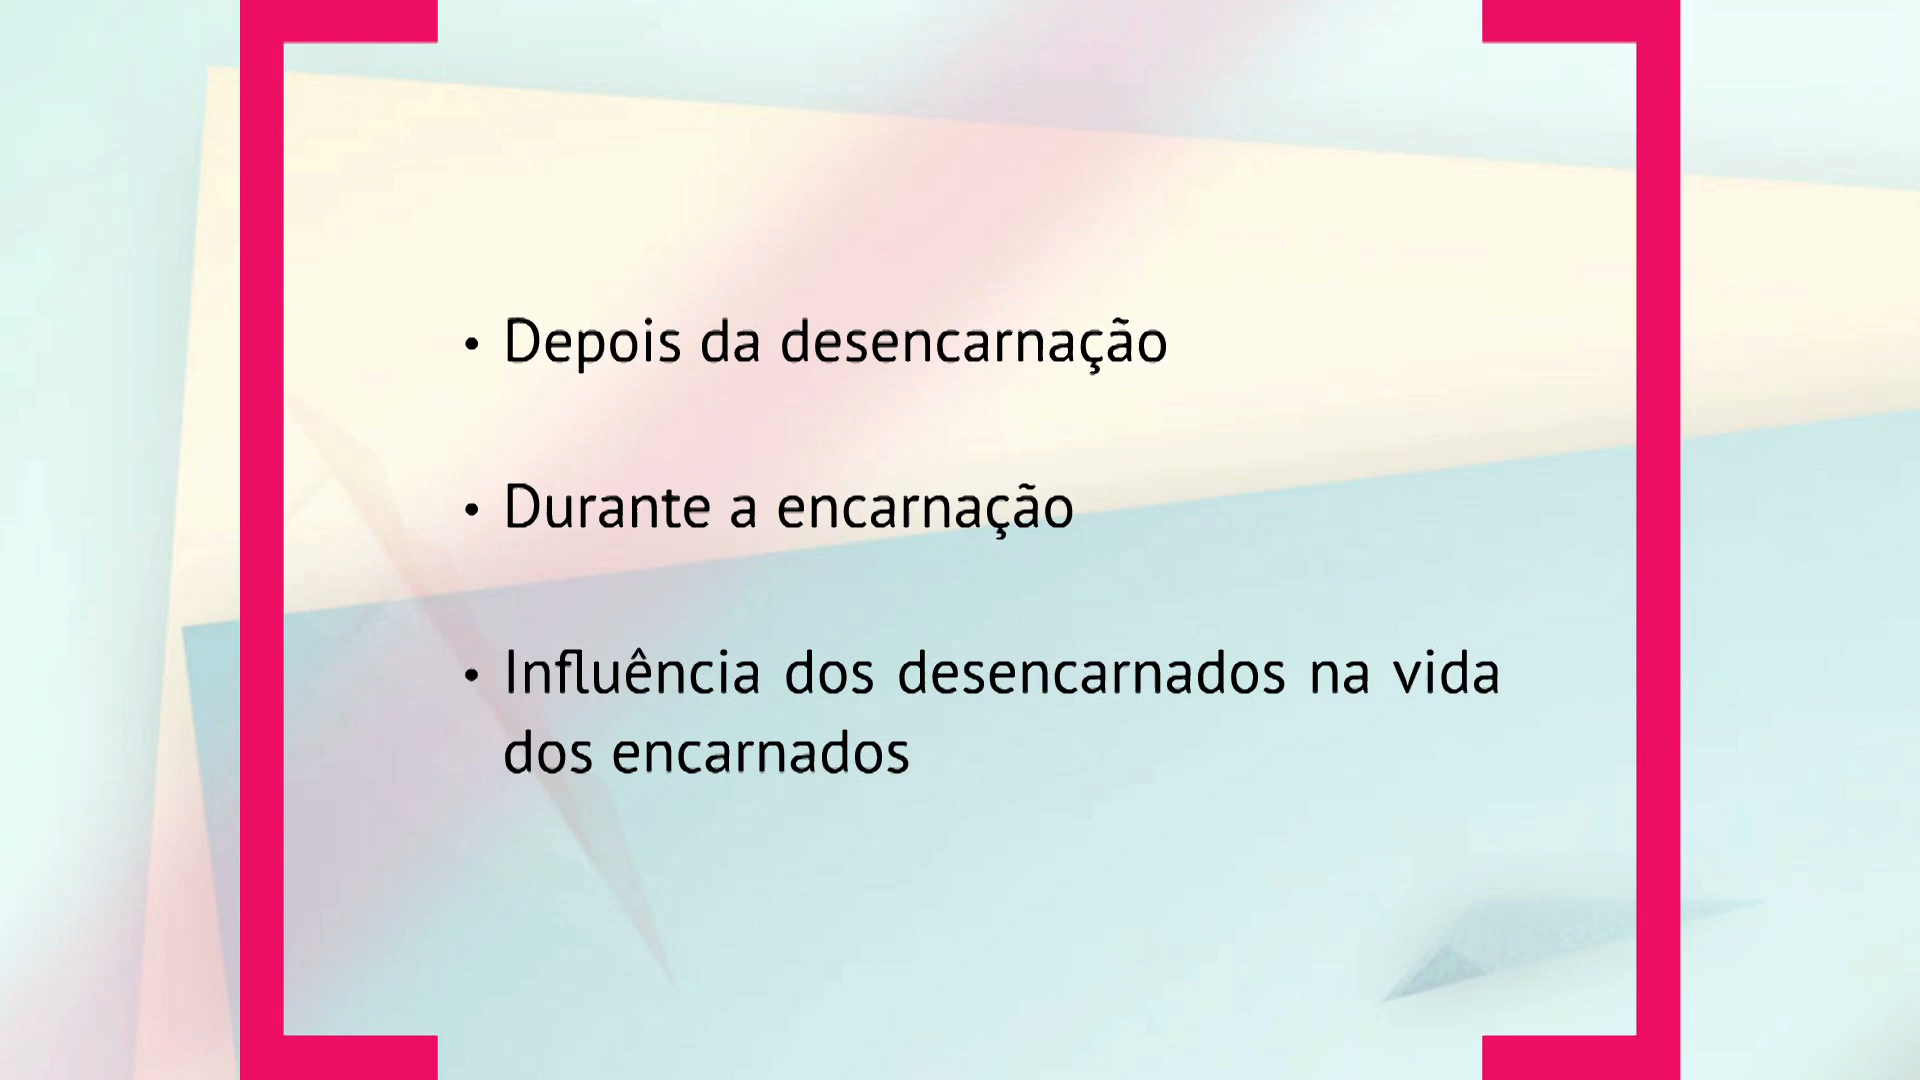 • Depois da desencarnação
• Durante a encarnação
• Influência dos desencarnados na vida
dos encarnados